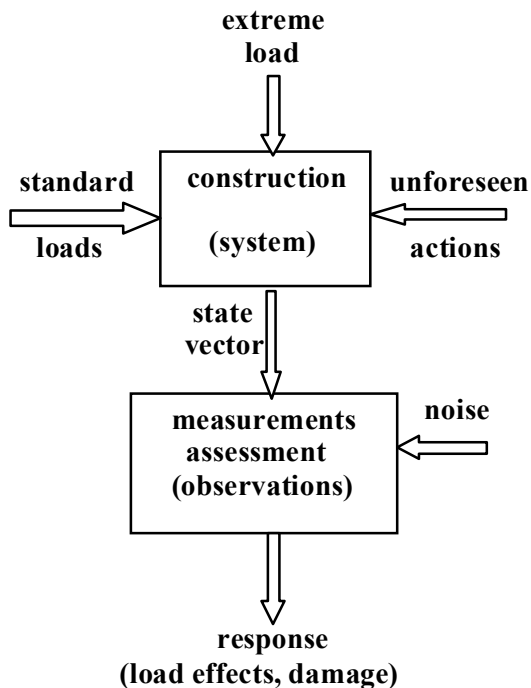 extreme
load
standard
loads
construction
(system)
unforeseen
actions
state
vector
measurements
assessment
(observations)
noise
response
(load effects, damage)